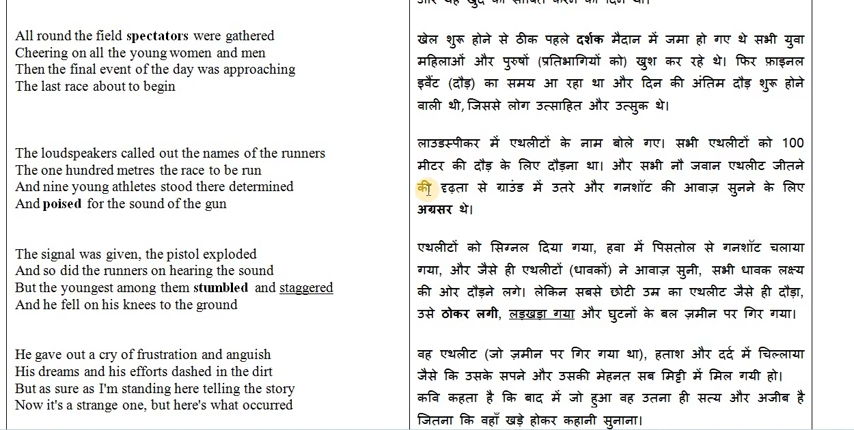 All round the field spectators were gathered
Cheering on all the young women and men
Then the final event of the day was approaching
The last race about to begin
The loudspeakers called out the names of the runners
The one hundred metres the race to be run
And nine young athletes stood there determined
And poised for the sound of the gun
The signal was given, the pistol exploded
And so did the runners on hearing the sound
But the youngest among them stumbled and staggered
And he fell on his knees to the ground
He gave out a cry of frustration and anguish
His dreams and his efforts dashed in the dirt
But as sure as I'm standing here telling the story
Now it's a strange one, but here's what occurred
खेल शुरू होने से ठीक पहले दर्शक मैदान में जमा हो गए थे सभी युवा
महिलाओं और पुरुषों (प्रतिभागियों को) खुश कर रहे थे। फिर फ़ाइनल
इवैंट (दौड़) का समय आ रहा था और दिन की अंतिम दौड़ शुरू होने
वाली थी, जिससे लोग उत्साहित और उत्सुक थे।
लाउडस्पीकर में एथलीटों के नाम बोले गए। सभी एथलीटों को 100
मीटर की दौड़ के लिए दौड़ना था। और सभी नौ जवान एथलीट जीतने
की दृढ़ता से ग्राउंड में उतरे और गनशॉट की आवाज़ सुनने के लिए
अग्रसर थे।
एथलीटों को सिग्नल दिया गया, हवा में पिसतोल से गनशॉट चलाया
गया, और जैसे ही एथलीटों (धावकों) ने आवाज़ सुनी, सभी धावक लक्ष्य
की ओर दौड़ने लगे। लेकिन सबसे छोटी उम्र का एथलीट जैसे ही दौड़ा,
उसे ठोकर लगी, लड़खड़ा गया और घुटनों के बल ज़मीन पर गिर गया।
वह एथलीट (जो ज़मीन पर गिर गया था), हताश और दर्द में चिल्लाया
जैसे कि उसके सपने और उसकी मेहनत सब मिट्टी में मिल गयी हो।
कवि कहता है कि बाद में जो हुआ वह उतना ही सत्य और अजीब है
जितना कि वहाँ खड़े होकर कहानी सुनाना।